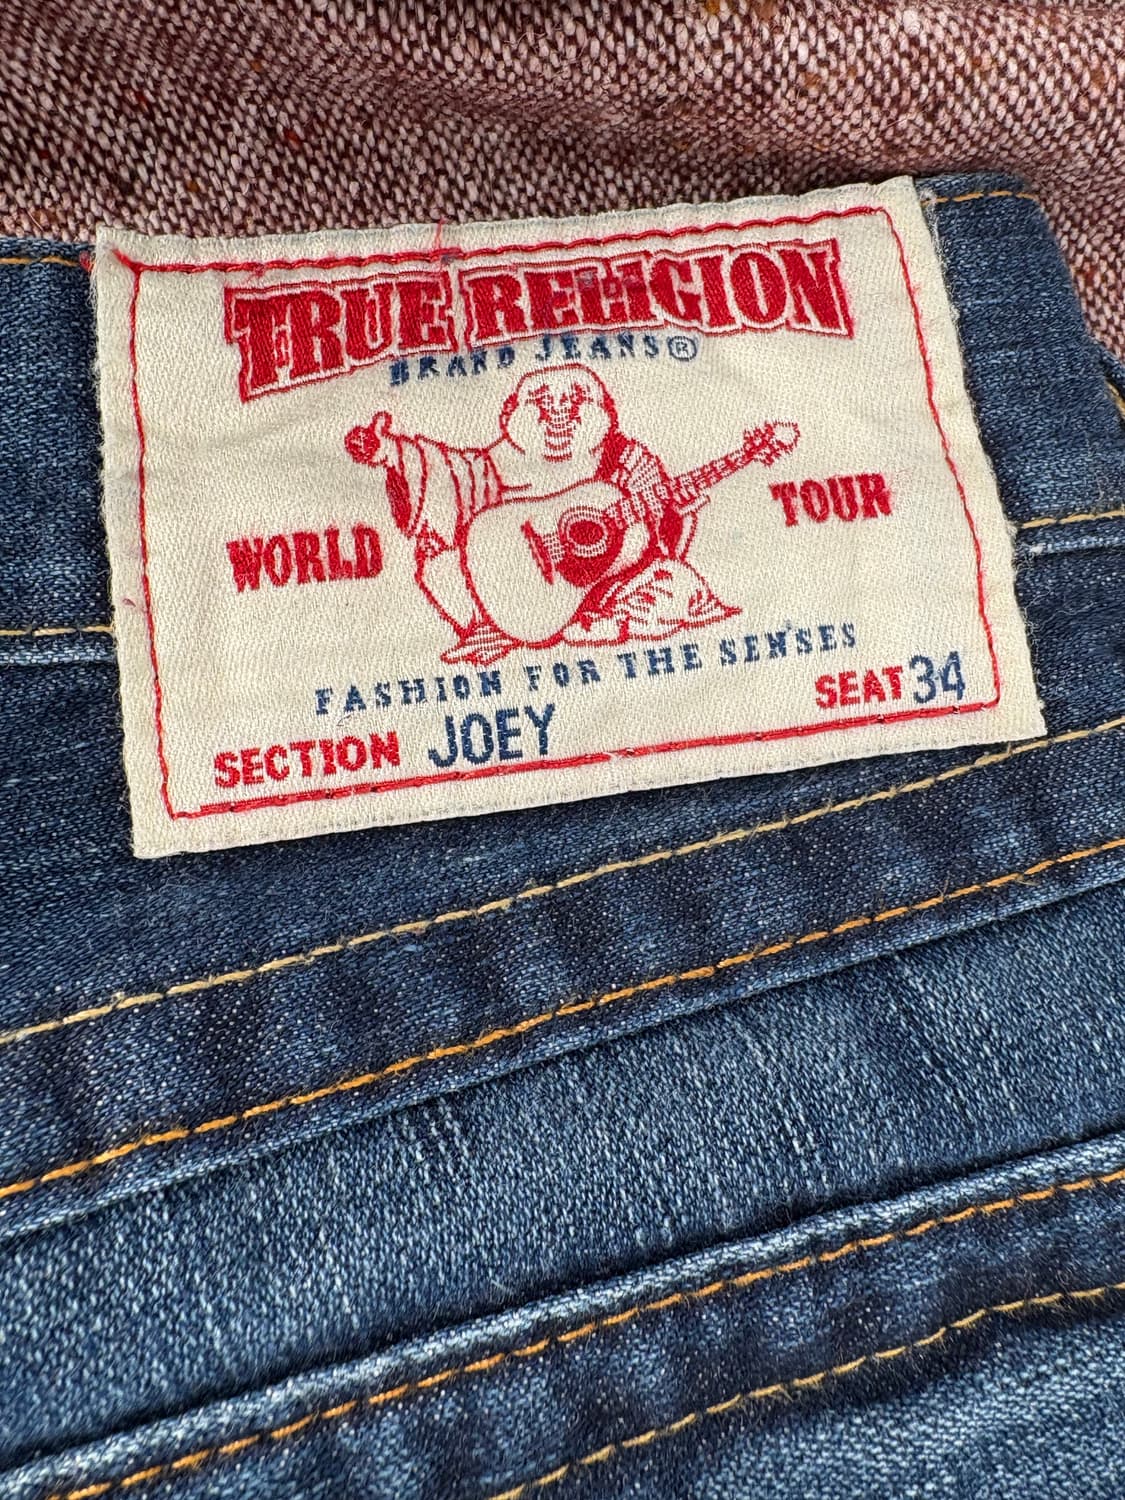 TRUE RELIGION
BRAND JEANS®
WORLD TOUR
FASHION FOR THE SENSES
SECTION JOEY SEAT 34